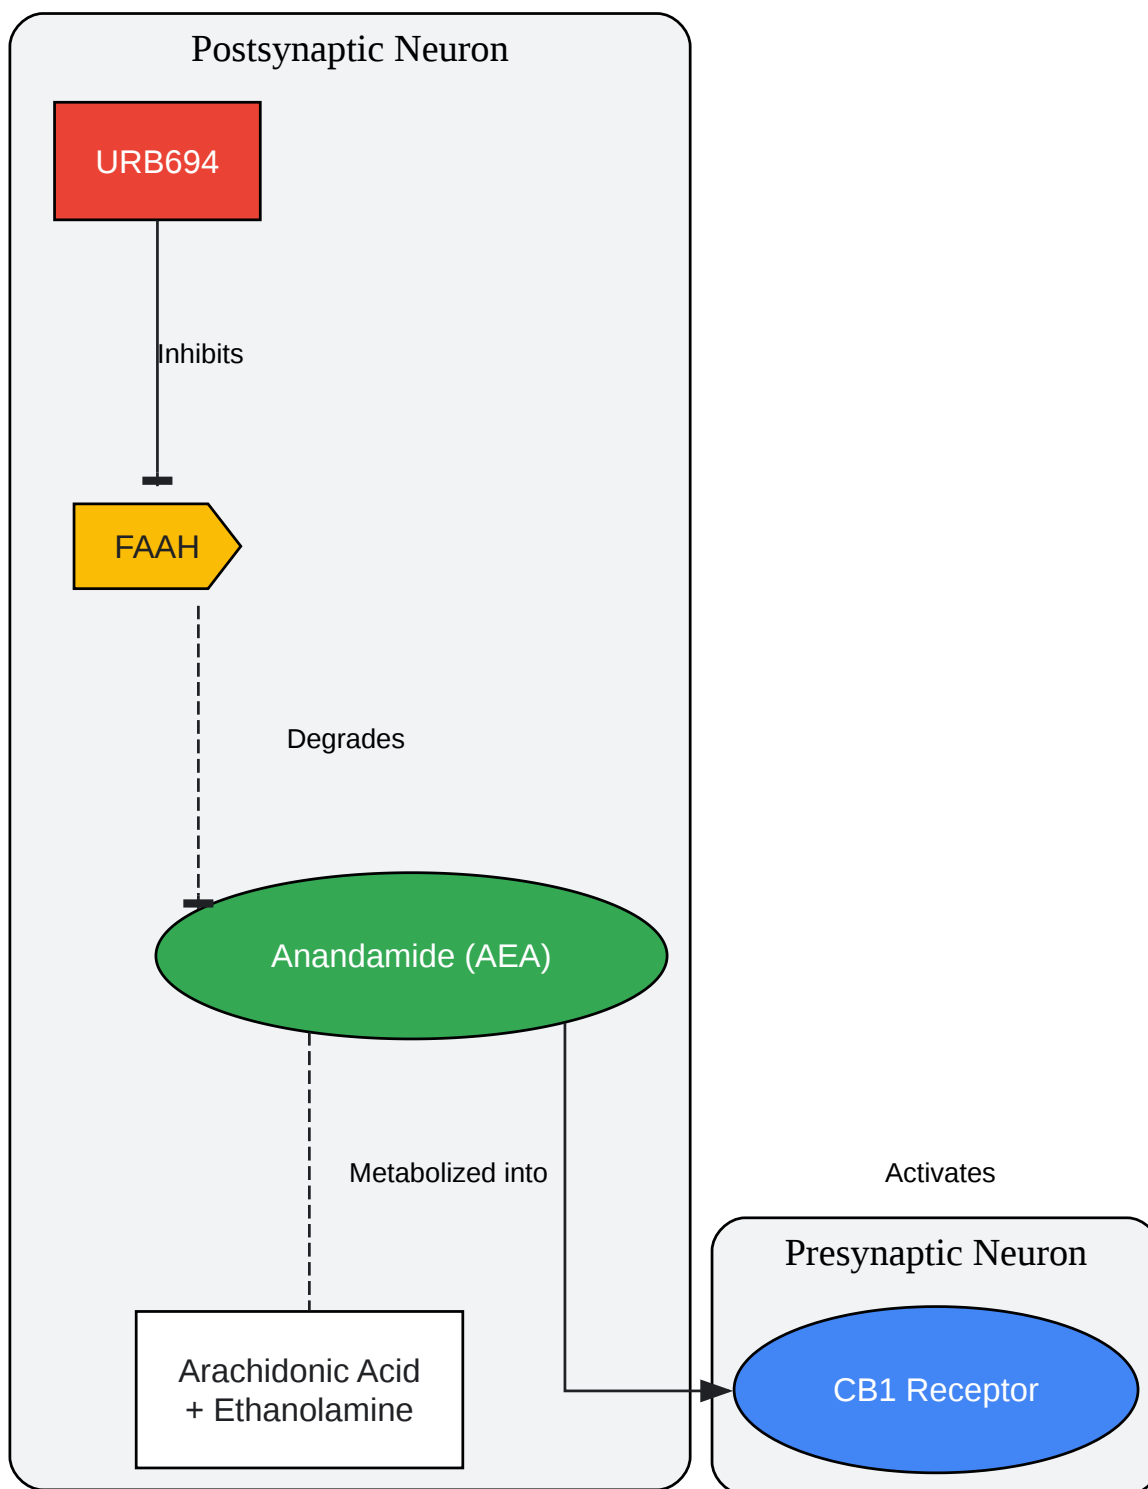 Postsynaptic Neuron
URB694
Inhibits
FAAH
Degrades
Anandamide (AEA)
Metabolized into
Activates
Presynaptic Neuron
Arachidonic Acid
+ Ethanolamine
CB1 Receptor